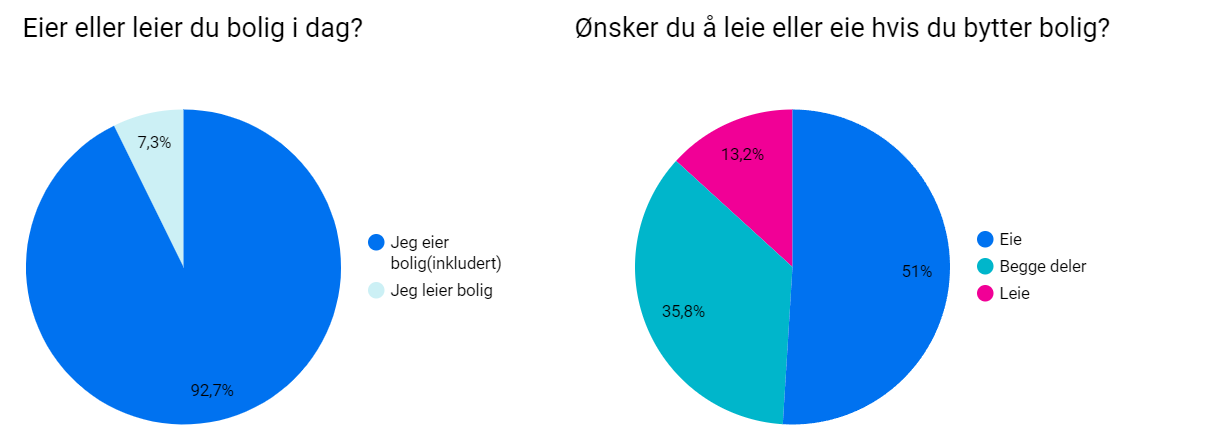 Eier eller leier du bolig i dag?
7,3%
92,7%
Jeg eier
bolig(inkludert)
Jeg leier bolig
Ønsker du å leie eller eie hvis du bytter bolig?
13,2%
51%
35,8%
Eie
Begge deler
Leie